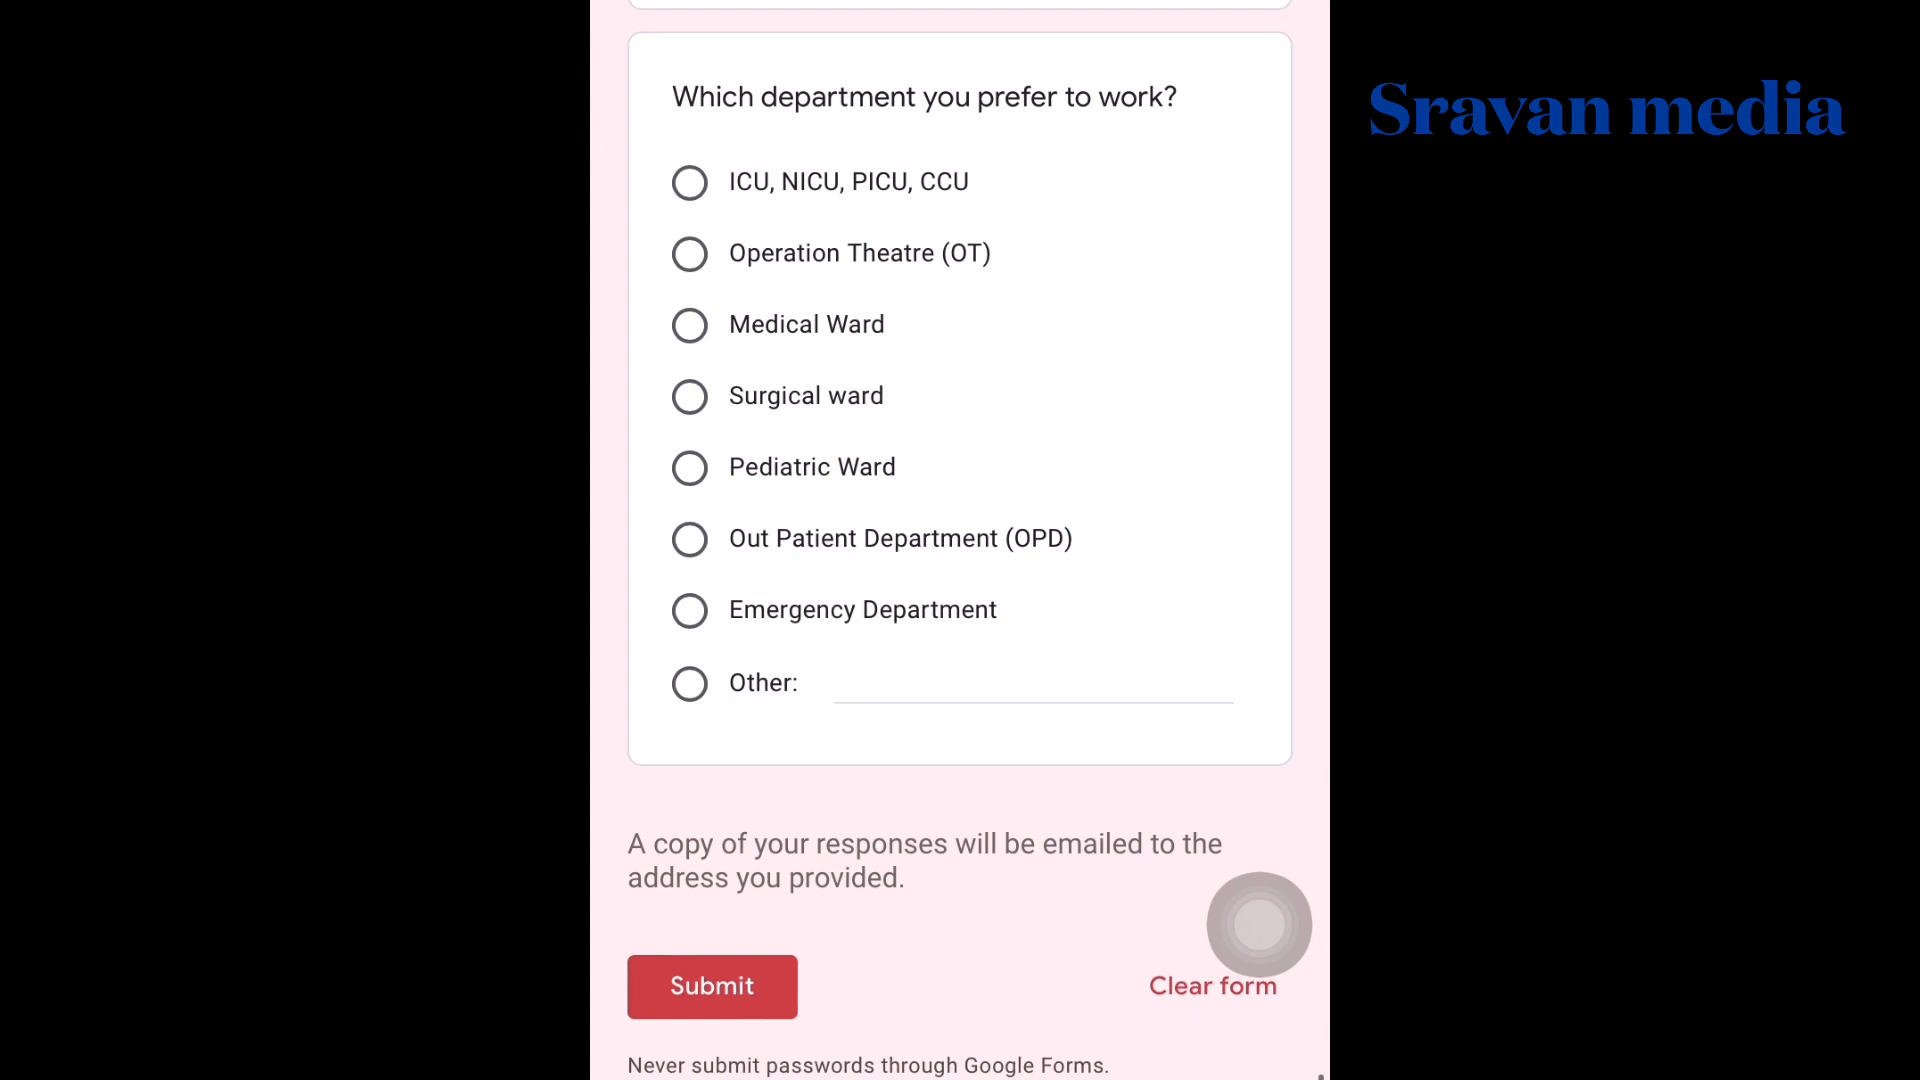 Which department you prefer to work?
Sravan media
ICU, NICU, PICU, CCU
Operation Theatre (OT)
Medical Ward
Surgical ward
Pediatric Ward
Out Patient Department (OPD)
Emergency Department
Other:
A copy of your responses will be emailed to the
address you provided.
Submit
Clear form
Never submit passwords through Google Forms.